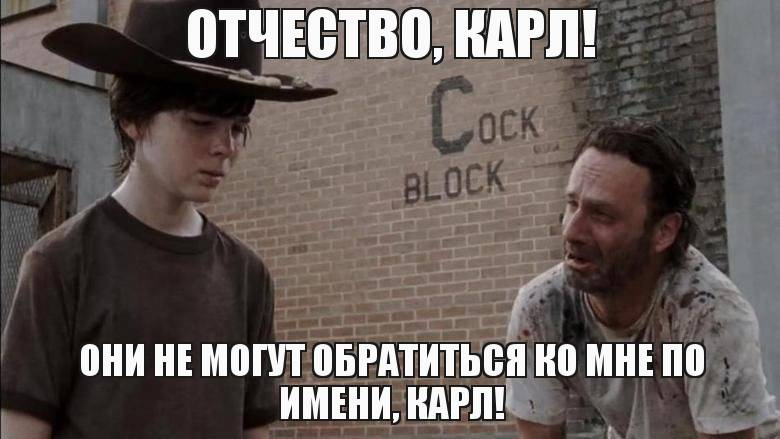 ОТЧЕСТВО, КАРЛ!
COCK
BLOCK
ОНИ НЕ МОГУТ ОБРАТИТЬСЯ КО МНЕ ПО
ИМЕНИ, КАРЛ!